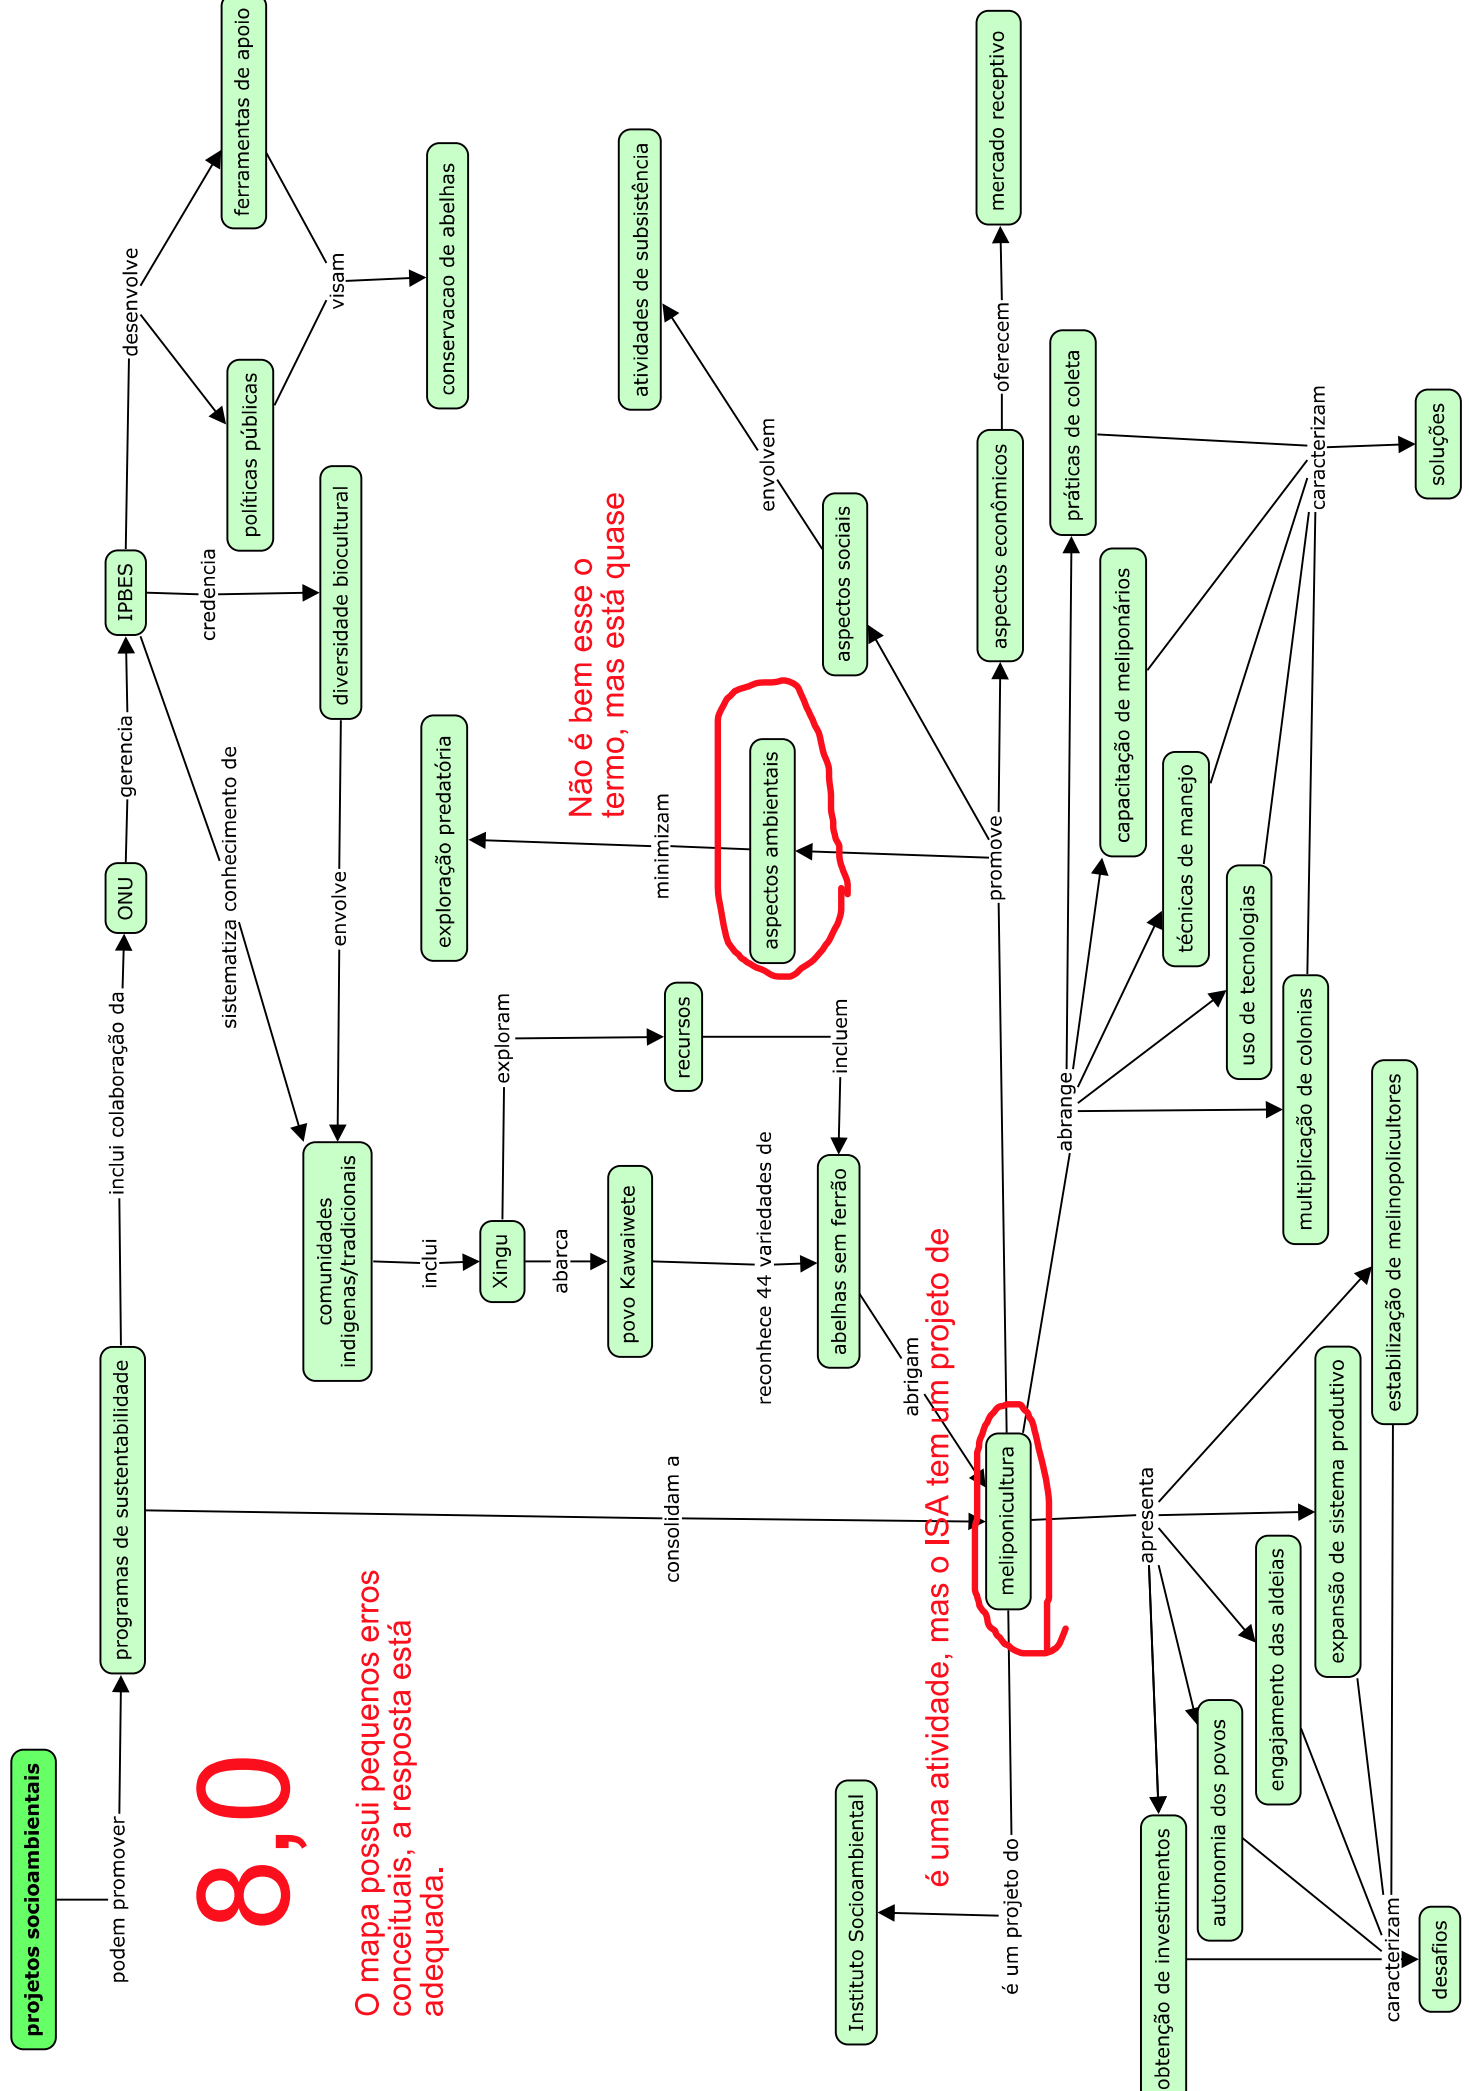 projetos socioambientais
podem promover
programas de sustentabilidade
inclui colaboração da
ONU
gerencia
IPBES
desenvolve
ferramentas de apoio
políticas públicas
visam
conservacao de abelhas
credencia
diversidade biocultural
sistematiza conhecimento de
envolve
comunidades
indigenas/tradicionais
inclui
Xingu
exploram
recursos
incluem
abarca
povo Kawaiwete
reconhece 44 variedades de
abelhas sem ferrão
abrigam
consolidam a
meliponicultura
8,0
O mapa possui pequenos erros
conceituais, a resposta está
adequada.
é um projeto do
Instituto Socioambiental
é uma atividade, mas o ISA tem um projeto de
promove
aspectos ambientais
minimizam
exploração predatória
Não é bem esse o
termo, mas está quase
aspectos sociais
envolvem
atividades de subsistência
aspectos econômicos
oferecem
mercado receptivo
abrange
práticas de coleta
capacitação de meliponários
técnicas de manejo
uso de tecnologias
multiplicação de colonias
caracterizam
soluções
apresenta
obtenção de investimentos
autonomia dos povos
engajamento das aldeias
expansão de sistema produtivo
estabilização de melinopolicultores
caracterizam
desafios